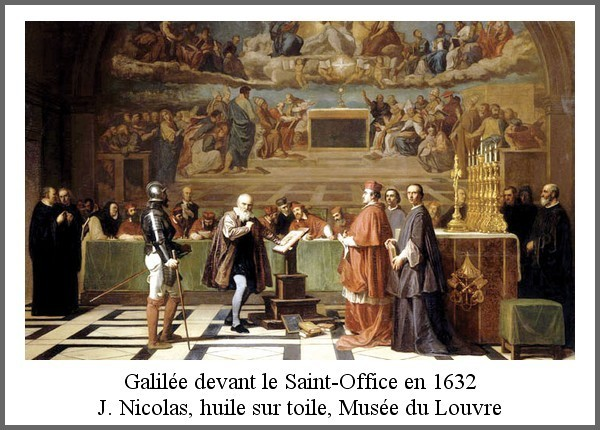 Galilée devant le Saint-Office en 1632
J. Nicolas, huile sur toile, Musée du Louvre